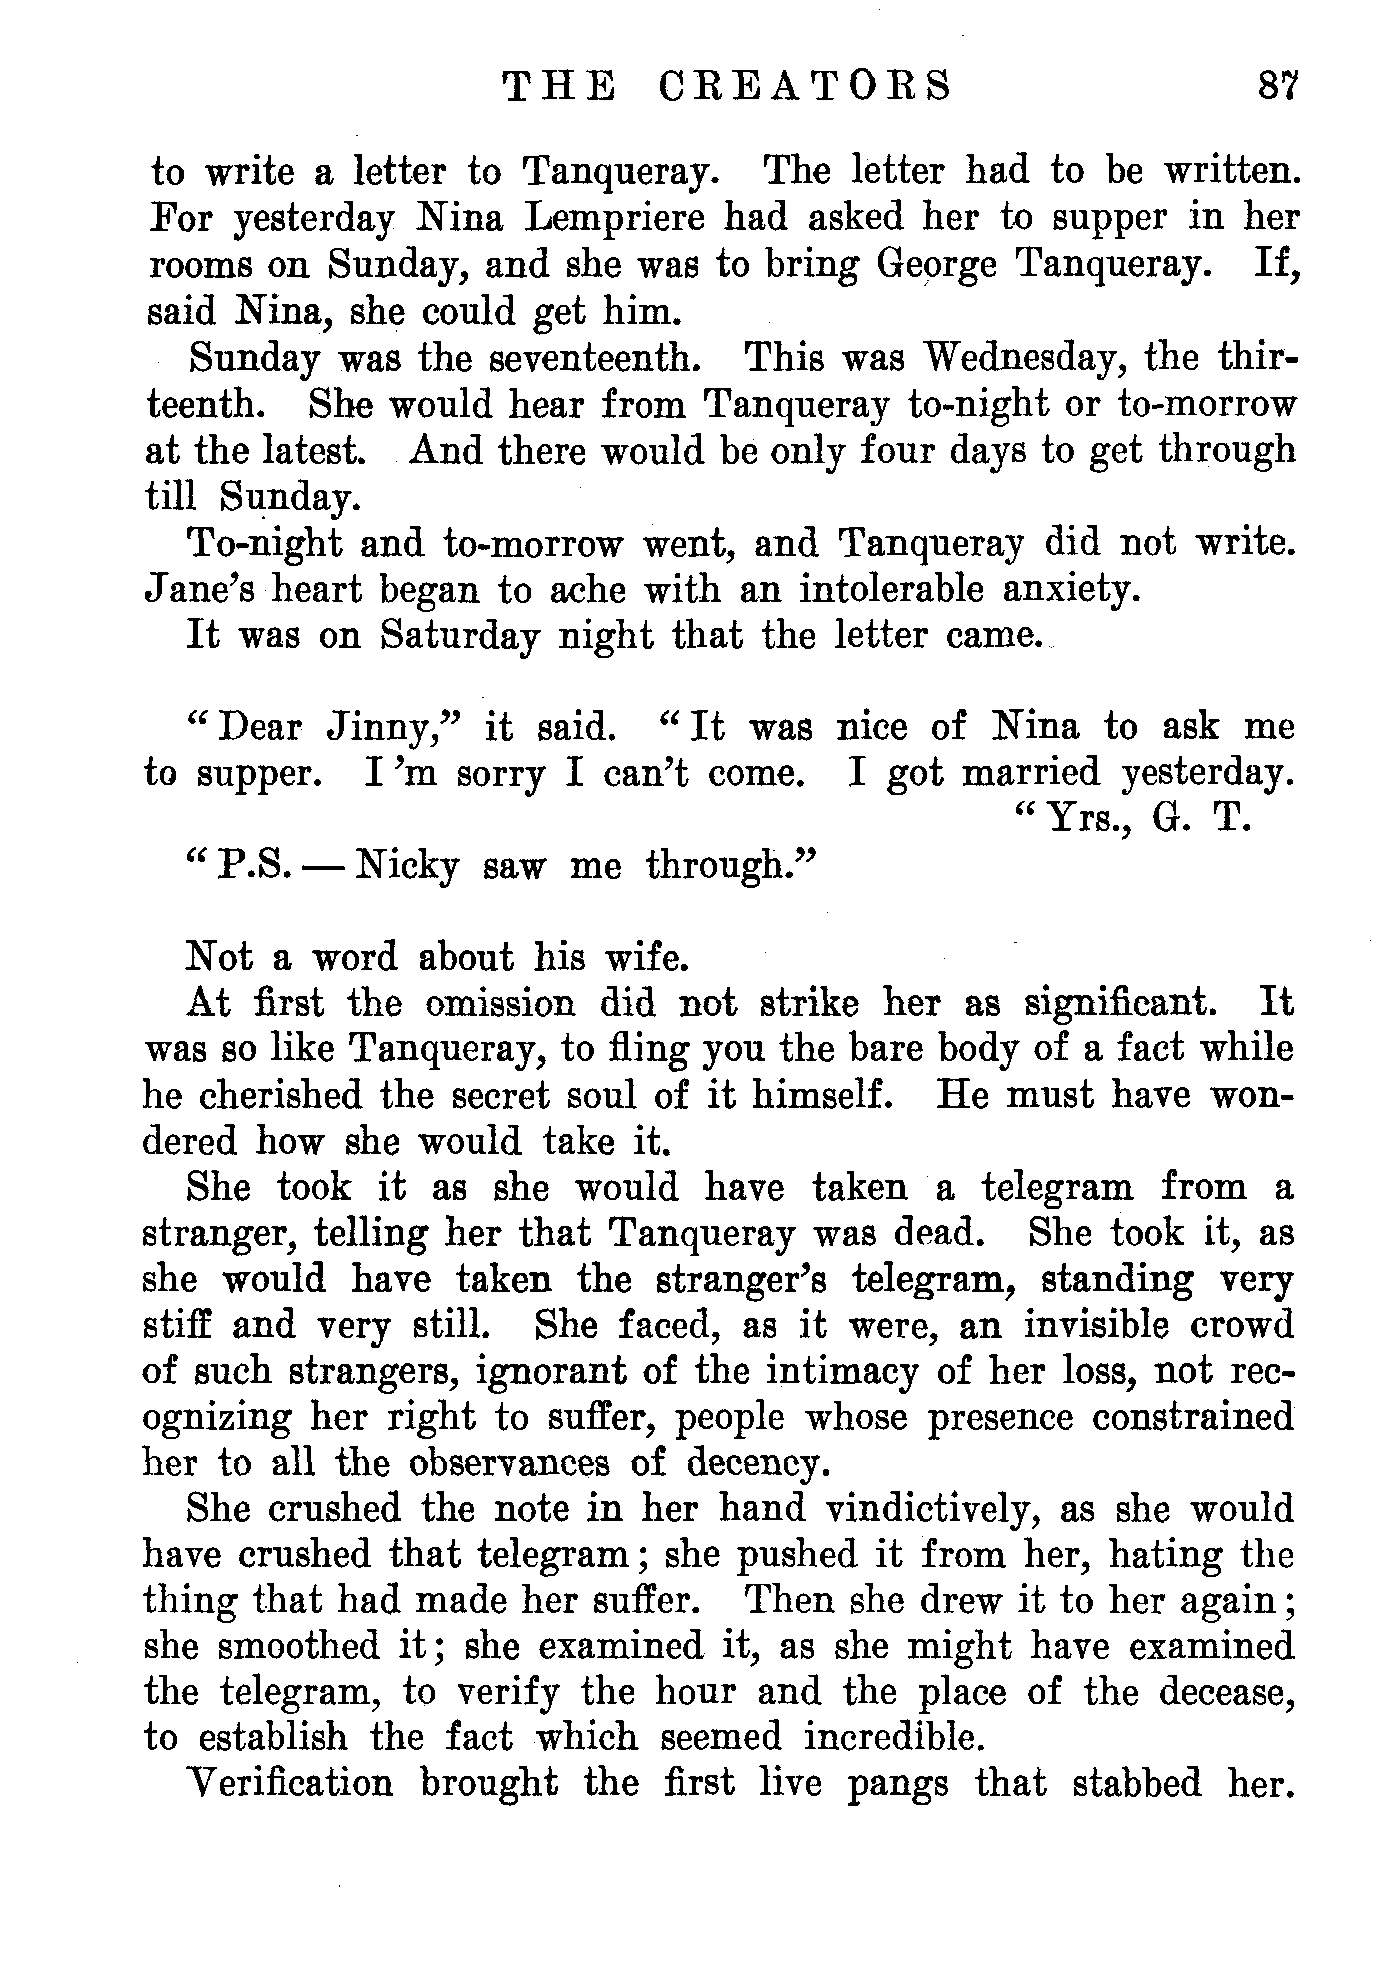 THE CREATORS 87
to write a letter to Tanqueray. The letter had to be written.
For yesterday Nina Lempriere had asked her to supper in her
rooms on Sunday, and she was to bring George Tanqueray. If,
said Nina, she could get him.
Sunday was the seventeenth. This was Wednesday, the thir-
teenth. She would hear from Tanqueray to-night or to-morrow
at the latest. And there would be only four days to get through
till Sunday.
To-night and to-morrow went, and Tanqueray did not write.
Jane's heart began to ache with an intolerable anxiety.
It was on Saturday night that the letter came.
“Dear Jinny,” it said. “It was nice of Nina to ask me
to supper. I'm sorry I can't come. I got married yesterday.
“Yrs., G. T.
“P.S. — Nicky saw me through.”
Not a word about his wife.
At first the omission did not strike her as significant. It
was so like Tanqueray, to fling you the bare body of a fact while
he cherished the secret soul of it himself. He must have won-
dered how she would take it.
She took it as she would have taken a telegram from a
stranger, telling her that Tanqueray was dead. She took it, as
she would have taken the stranger's telegram, standing very
stiff and very still. She faced, as it were, an invisible crowd
of such strangers, ignorant of the intimacy of her loss, not rec-
ognizing her right to suffer, people whose presence constrained
her to all the observances of decency.
She crushed the note in her hand vindictively, as she would
have crushed that telegram; she pushed it from her, hating the
thing that had made her suffer. Then she drew it to her again;
she smoothed it; she examined it, as she might have examined
the telegram, to verify the hour and the place of the decease,
to establish the fact which seemed incredible.
Verification brought the first live pangs that stabbed her.